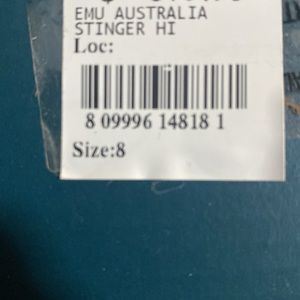 EMU AUSTRALIA
STINGER HI
Loc:
8 09996 14818 1
Size:8